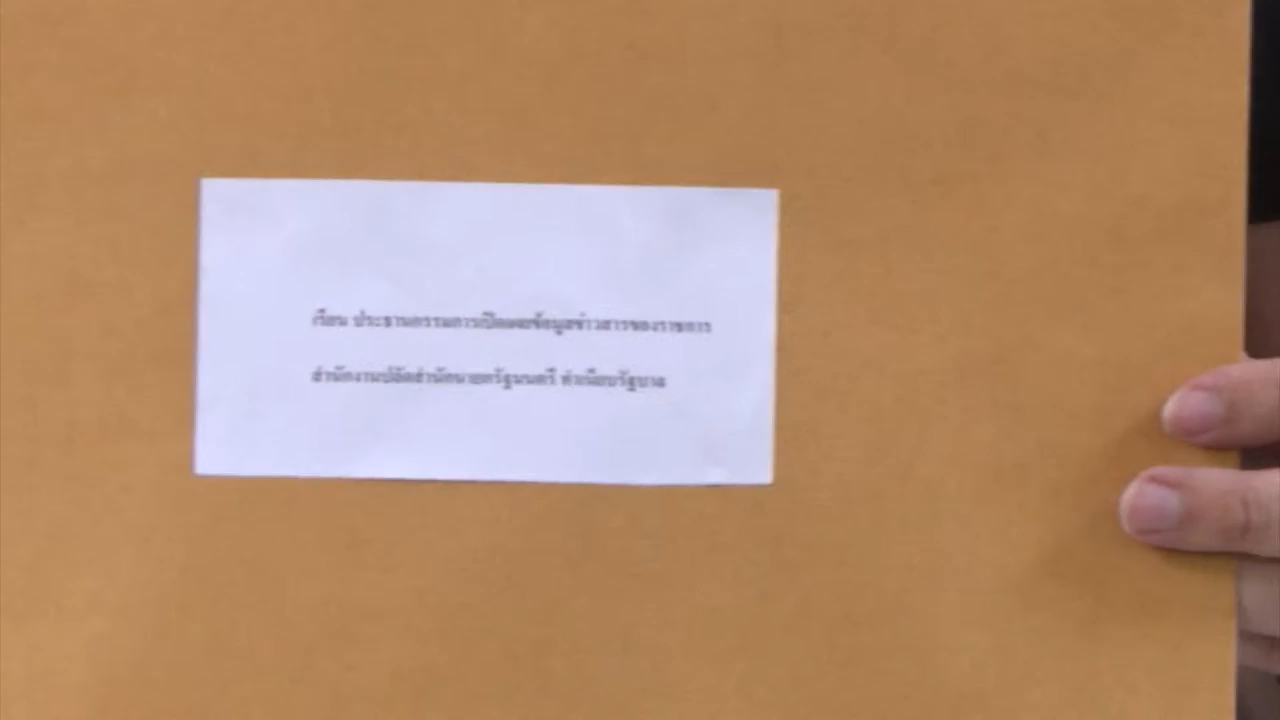 เรียน ประธานกรรมการเปิดเผยข้อมูลข่าวสารของราชการ
สำนักงานปลัดสำนักนายกรัฐมนตรี ทำเนียบรัฐบาล